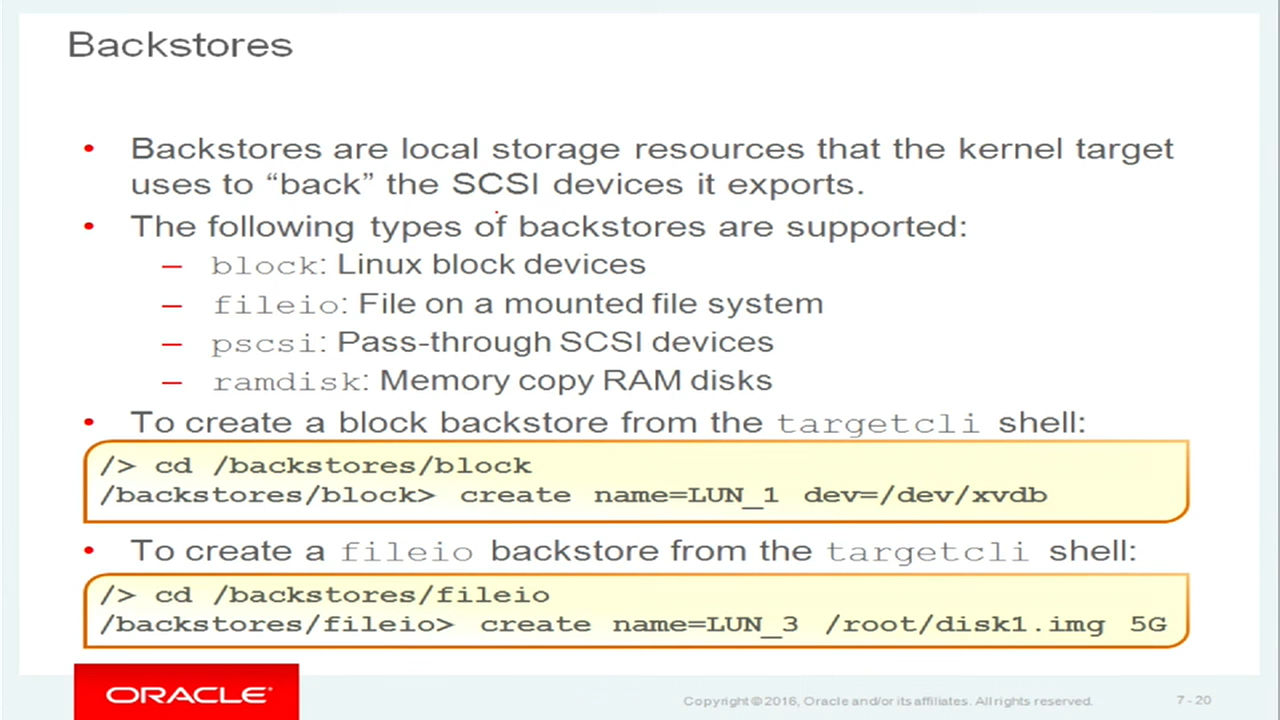 Backstores
• Backstores are local storage resources that the kernel target
uses to “back” the SCSI devices it exports.
• The following types of backstores are supported:
– block: Linux block devices
– fileio: File on a mounted file system
– pscsi: Pass-through SCSI devices
– ramdisk: Memory copy RAM disks
• To create a block backstore from the targetcli shell:
/> cd /backstores/block
/backstores/block> create name=LUN_1 dev=/dev/xvdb
• To create a fileio backstore from the targetcli shell:
/> cd /backstores/fileio
/backstores/fileio> create name=LUN_3 /root/disk1.img 5G
ORACLE®
Copyright © 2016, Oracle and/or its affiliates. All rights reserved.
7 - 20